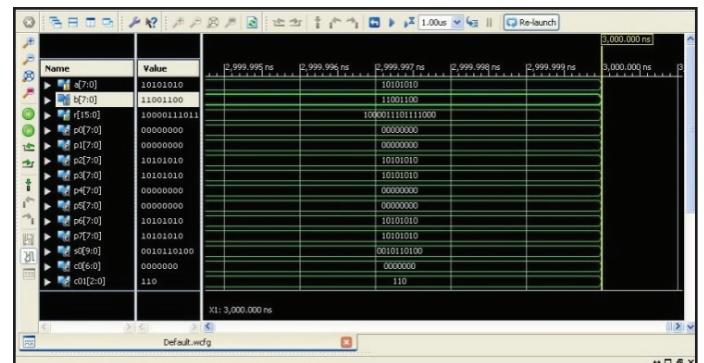 1.00us Re-launch
3,000.000 ns
Name Value 2,999.995 ns 2,999.996 ns 2,999.997 ns 2,999.998 ns 2,999.999 ns 3,000.000 ns 3
a[7:0] 10101010 10101010
b[7:0] 11001100 11001100
r[15:0] 10000111011 1000011101111000
p0[7:0] 00000000 00000000
p1[7:0] 00000000 00000000
p2[7:0] 10101010 10101010
p3[7:0] 10101010 10101010
p4[7:0] 00000000 00000000
p5[7:0] 00000000 00000000
p6[7:0] 10101010 10101010
p7[7:0] 10101010 10101010
s0[9:0] 0010110100 0010110100
c0[6:0] 0000000 0000000
c01[2:0] 110 110
X1: 3,000.000 ns
Default.wcfg